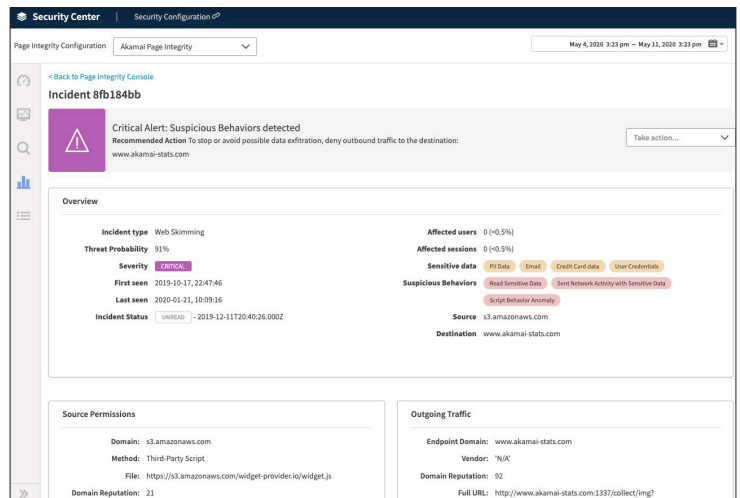 Security Center
Security Configuration
Page Integrity Configuration
Akamai Page Integrity
May 4, 2020 3:23 pm – May 11, 2020 3:23 pm
< Back to Page Integrity Console
Incident 8fb184bb
Critical Alert: Suspicious Behaviors detected
Recommended Action To stop or avoid possible data exfitration, deny outbound traffic to the destination:
www.akamai-stats.com
Take action...
Overview
Incident type Web Skimming
Threat Probability 91%
Severity CRITICAL
First seen 2019-10-17, 22:47:46
Last seen 2020-01-21, 10:09:16
Incident Status UNREAD - 2019-12-11T20:40:26.000Z
Affected users 0 (<0.5%)
Affected sessions 0 (<0.5%)
Sensitive data PII Data Email Credit Card data User Credentials
Suspicious Behaviors Read Sensitive Data Sent Network Activity with Sensitive Data
Script Behavior Anomaly
Source s3.amazonaws.com
Destination www.akamai-stats.com
Source Permissions
Domain: s3.amazonaws.com
Method: Third-Party Script
File: https://s3.amazonaws.com/widget-provider.io/widget.js
Domain Reputation: 21
Outgoing Traffic
Endpoint Domain: www.akamai-stats.com
Vendor: 'N/A'
Domain Reputation: 92
Full URL: http://www.akamai-stats.com:1337/collect/img?